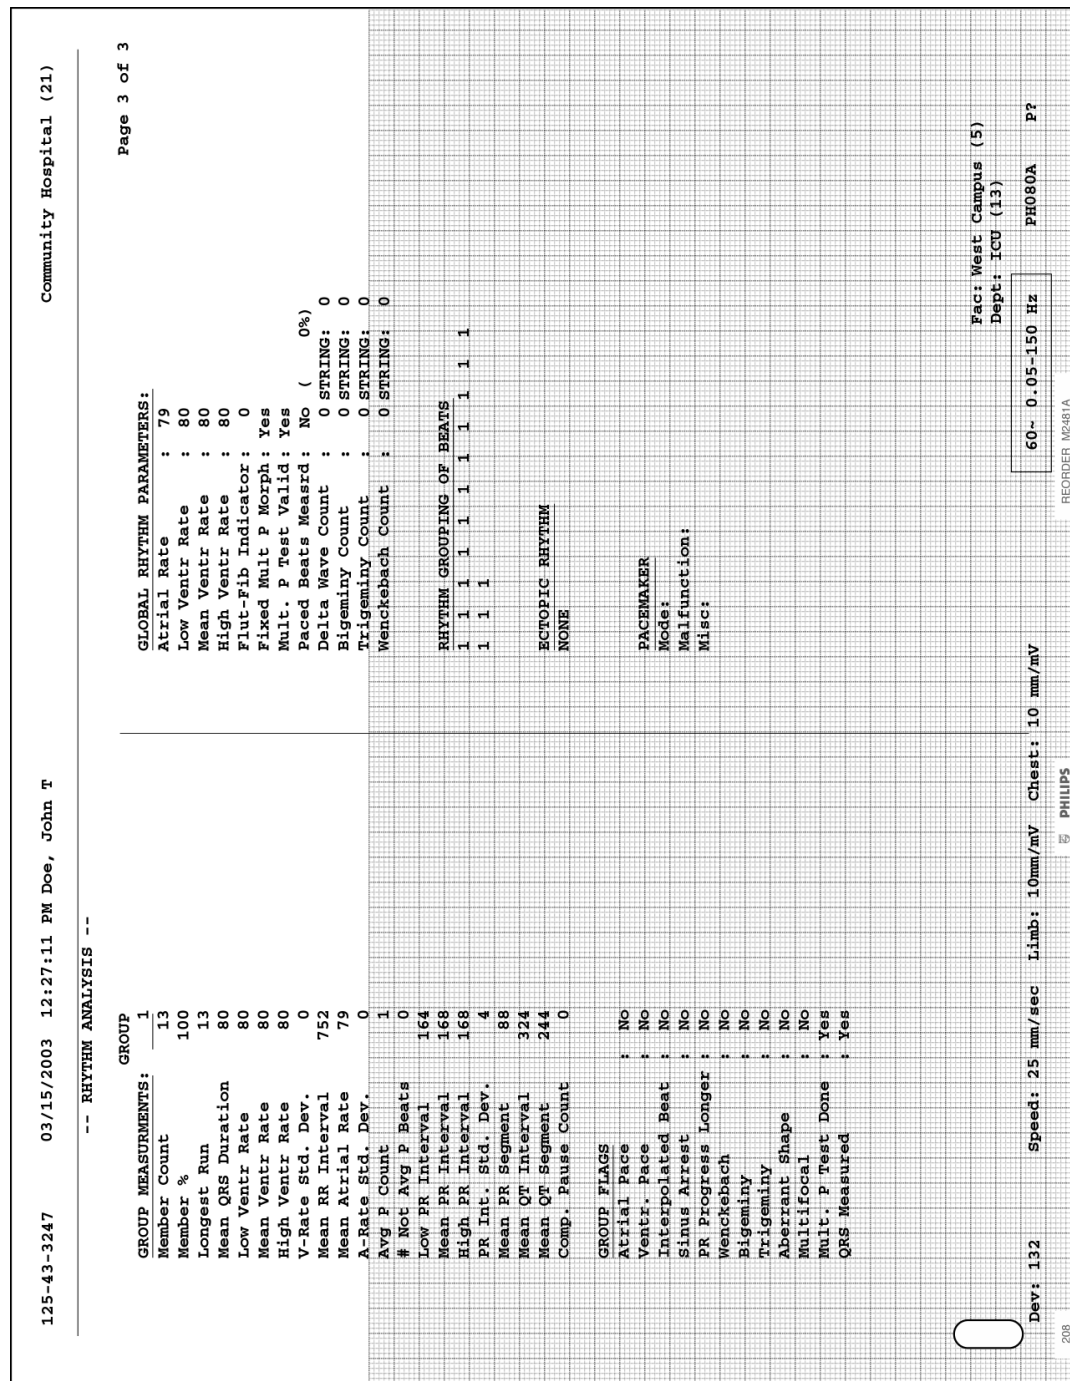 125-43-3247 03/15/2003 12:27:11 PM Doe, John T Community Hospital (21)
-- RHYTHM ANALYSIS --
Page 3 of 3
GROUP
GROUP MEASURMENTS: 1
Member Count 13
Member % 100
Longest Run 13
Mean QRS Duration 80
Low Ventr Rate 80
Mean Ventr Rate 80
High Ventr Rate 80
V-Rate Std. Dev. 0
Mean RR Interval 752
Mean Atrial Rate 79
A-Rate Std. Dev. 0
Avg P Count 1
# Not Avg P Beats 0
Low PR Interval 164
Mean PR Interval 168
High PR Interval 168
PR Int. Std. Dev. 4
Mean PR Segment 88
Mean QT Interval 324
Mean QT Segment 244
Comp. Pause Count 0
GROUP FLAGS
Atrial Pace : No
Ventr. Pace : No
Interpolated Beat : No
Sinus Arrest : No
PR Progress Longer : No
Wenckebach : No
Bigeminy : No
Trigeminy : No
Aberrant Shape : No
Multifocal : No
Mult. P Test Done : Yes
QRS Measured : Yes
GLOBAL RHYTHM PARAMETERS:
Atrial Rate : 79
Low Ventr Rate : 80
Mean Ventr Rate : 80
High Ventr Rate : 80
Flut-Fib Indicator : 0
Fixed Mult P Morph : Yes
Mult. P Test Valid : Yes
Paced Beats Measrd : No ( 0%)
Delta Wave Count : 0 STRING: 0
Bigeminy Count : 0 STRING: 0
Trigeminy Count : 0 STRING: 0
Wenckebach Count : 0 STRING: 0
RHYTHM GROUPING OF BEATS
1 1 1 1 1 1 1 1 1 1
1 1 1
ECTOPIC RHYTHM
NONE
PACEMAKER
Mode:
Malfunction:
Misc:
Fac: West Campus (5)
Dept: ICU (13)
Dev: 132 Speed: 25 mm/sec Limb: 10mm/mV Chest: 10 mm/mV 60~ 0.05-150 Hz PH080A P?
208 PHILIPS REORDER M2481A